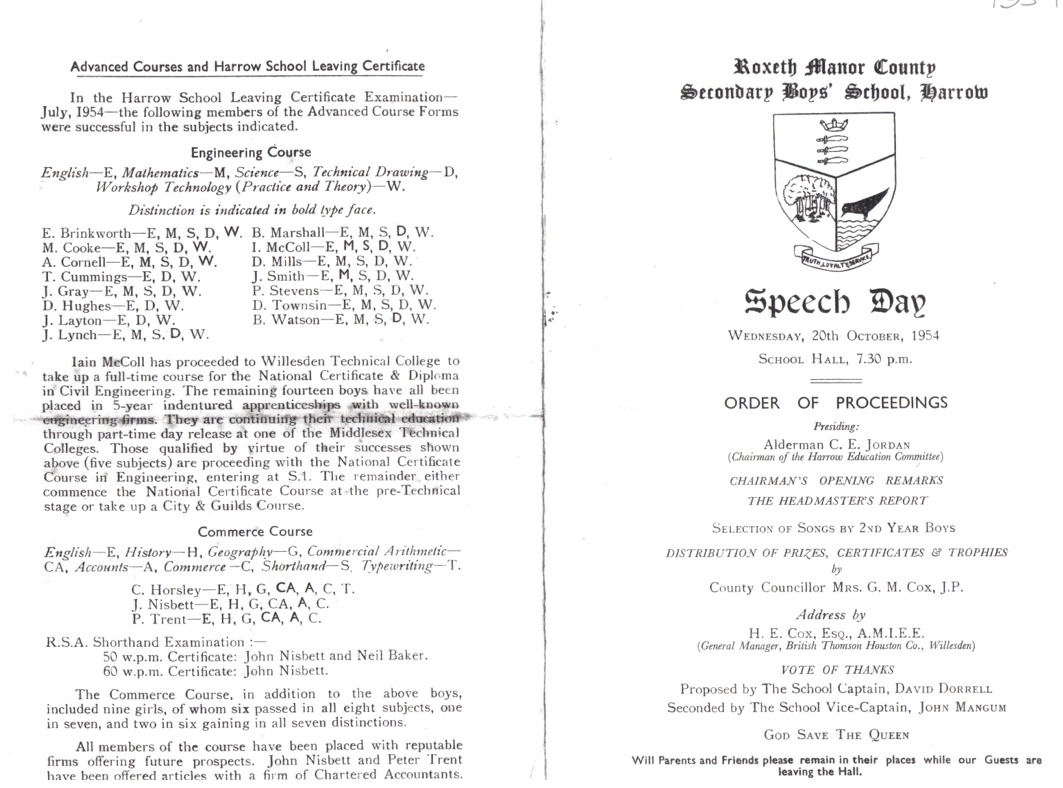 Advanced Courses and Harrow School Leaving Certificate
In the Harrow School Leaving Certificate Examination—
July, 1954—the following members of the Advanced Course Forms
were successful in the subjects indicated.
Engineering Course
English—E, Mathematics—M, Science—S, Technical Drawing—D,
Workshop Technology (Practice and Theory)—W.
Distinction is indicated in bold type face.
E. Brinkworth—E, M, S, D, W.
M. Cooke—E, M, S, D, W.
A. Cornell—E, M, S, D, W.
T. Cummings—E, D, W.
J. Gray—E, M, S, D, W.
D. Hughes—E, D, W.
J. Layton—E, D, W.
J. Lynch—E, M, S. D, W.
B. Marshall—E, M, S, D, W.
I. McColl—E, M, S, D, W.
D. Mills—E, M, S, D, W.
J. Smith—E, M, S, D, W.
P. Stevens—E, M, S, D, W.
D. Townsin—E, M, S, D, W.
B. Watson—E, M, S, D, W.
Iain McColl has proceeded to Willesden Technical College to
take up a full-time course for the National Certificate & Diploma
in Civil Engineering. The remaining fourteen boys have all been
placed in 5-year indentured apprenticeships with well-known
engineering firms. They are continuing their technical education
through part-time day release at one of the Middlesex Technical
Colleges. Those qualified by virtue of their successes shown
above (five subjects) are proceeding with the National Certificate
Course in Engineering, entering at S.1. The remainder either
commence the National Certificate Course at the pre-Technical
stage or take up a City & Guilds Course.
Commerce Course
English—E, History—H, Geography—G, Commercial Arithmetic—
CA, Accounts—A, Commerce—C, Shorthand—S, Typewriting—T.
C. Horsley—E, H, G, CA, A, C, T.
J. Nisbett—E, H, G, CA, A, C.
P. Trent—E, H, G, CA, A, C.
R.S.A. Shorthand Examination :—
50 w.p.m. Certificate: John Nisbett and Neil Baker.
60 w.p.m. Certificate: John Nisbett.
The Commerce Course, in addition to the above boys,
included nine girls, of whom six passed in all eight subjects, one
in seven, and two in six gaining in all seven distinctions.
All members of the course have been placed with reputable
firms offering future prospects. John Nisbett and Peter Trent
have been offered articles with a firm of Chartered Accountants.
Roxeth Manor County
Secondary Boys' School, Harrow
TRUTH, LOYALTY, SERVICE
Speech Day
WEDNESDAY, 20TH OCTOBER, 1954
SCHOOL HALL, 7.30 p.m.
ORDER OF PROCEEDINGS
Presiding:
Alderman C. E. JORDAN
(Chairman of the Harrow Education Committee)
CHAIRMAN'S OPENING REMARKS
THE HEADMASTER'S REPORT
SELECTION OF SONGS BY 2ND YEAR BOYS
DISTRIBUTION OF PRIZES, CERTIFICATES & TROPHIES
by
County Councillor MRS. G. M. COX, J.P.
Address by
H. E. COX, ESQ., A.M.I.E.E.
(General Manager, British Thomson Houston Co., Willesden)
VOTE OF THANKS
Proposed by The School Captain, DAVID DORRELL
Seconded by The School Vice-Captain, JOHN MANGUM
GOD SAVE THE QUEEN
Will Parents and Friends please remain in their places while our Guests are
leaving the Hall.